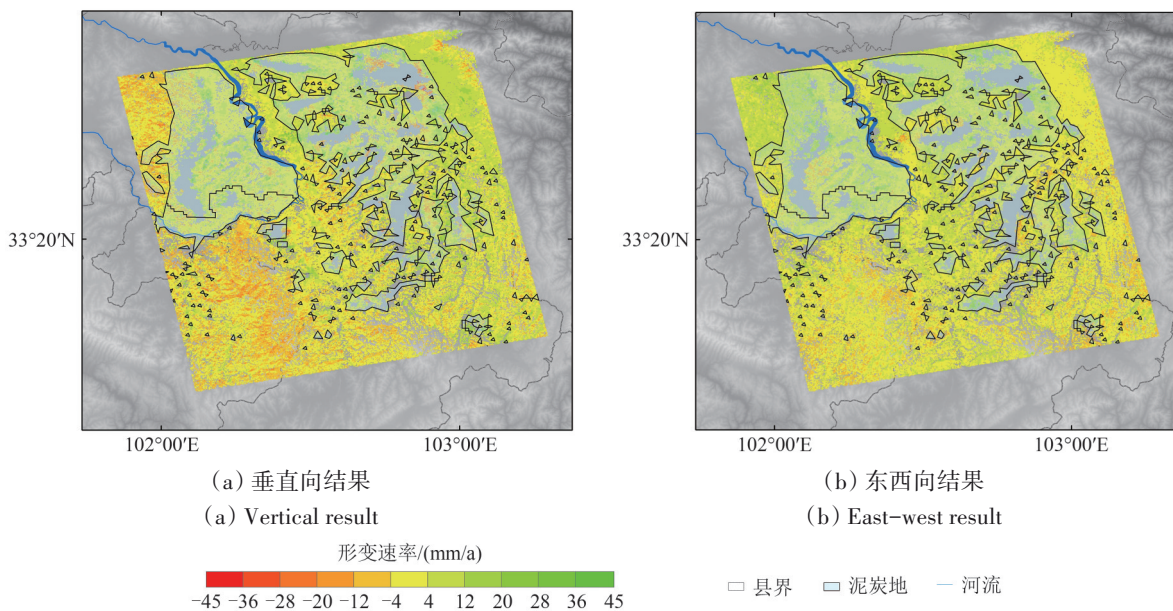 33°20′N
102°00′E
103°00′E
(a) 垂直向结果
(a) Vertical result
33°20′N
102°00′E
103°00′E
(b) 东西向结果
(b) East-west result
形变速率/(mm/a)
-45 -36 -28 -20 -12 -4 4 12 20 28 36 45
县界 泥炭地 河流